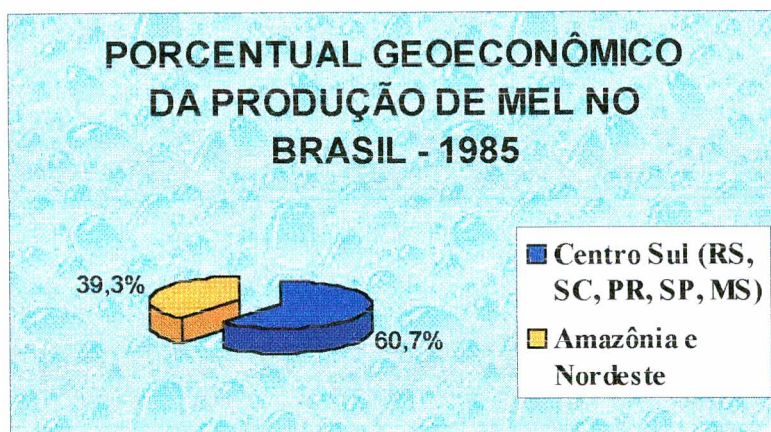 PORCENTUAL GEOECONÔMICO
DA PRODUÇÃO DE MEL NO
BRASIL - 1985
39,3%
60,7%
Centro Sul (RS,
SC, PR, SP, MS)
Amazônia e
Nordeste